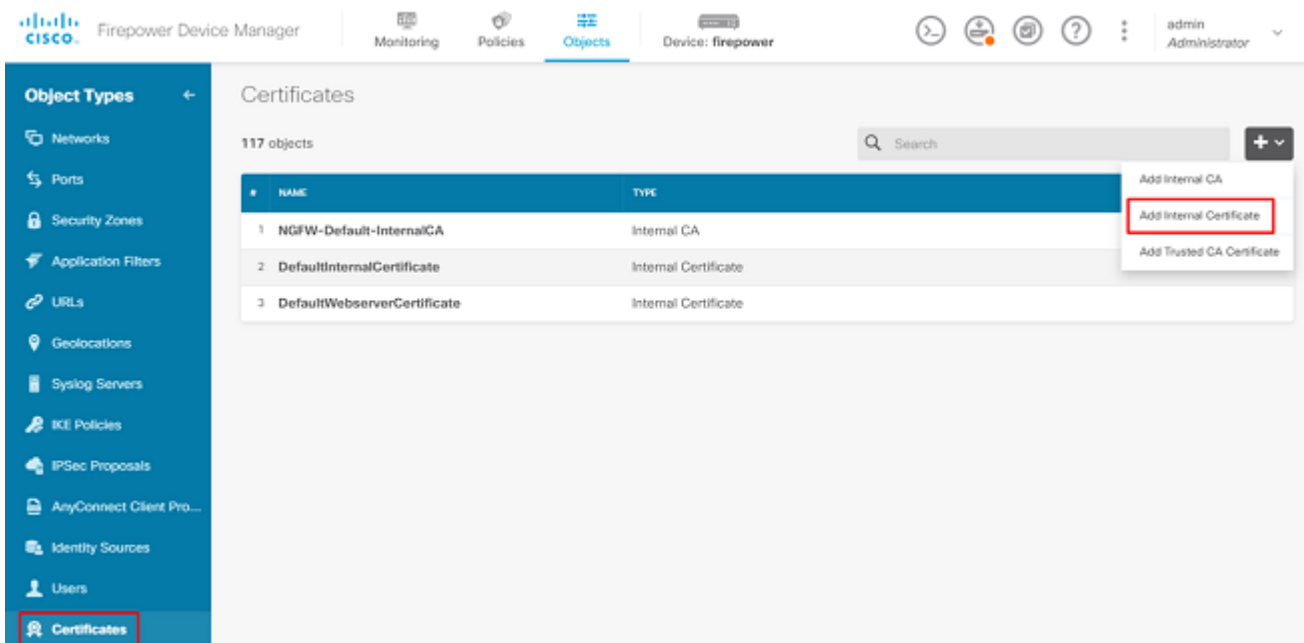 CISCO. Firepower Device Manager Monitoring Policies Objects Device: firepower admin Administrator
Object Types
Networks
Ports
Security Zones
Application Filters
URLs
Geolocations
Syslog Servers
IKE Policies
IPSec Proposals
AnyConnect Client Pro...
Identity Sources
Users
Certificates
Certificates
117 objects Search
# NAME TYPE
1 NGFW-Default-InternalCA Internal CA
2 DefaultInternalCertificate Internal Certificate
3 DefaultWebserverCertificate Internal Certificate
Add Internal CA
Add Internal Certificate
Add Trusted CA Certificate